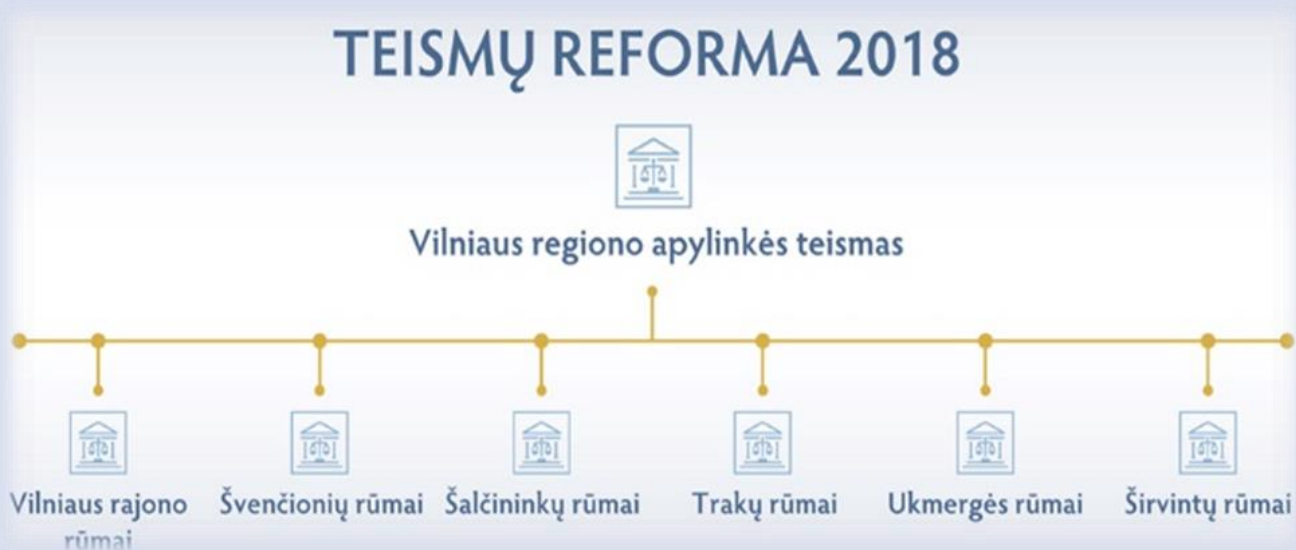 TEISMŲ REFORMA 2018
Vilniaus regiono apylinkės teismas
Vilniaus rajono
rūmai
Švenčionių rūmai
Šalčininkų rūmai
Trakų rūmai
Ukmergės rūmai
Širvintų rūmai